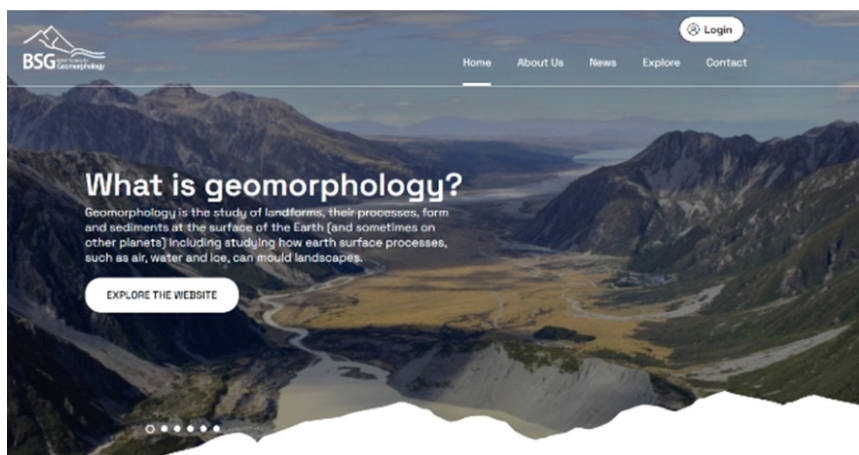 Login
BSG
Geomorphology
Home About Us News Explore Contact
What is geomorphology?
Geomorphology is the study of landforms, their processes, form
and sediments at the surface of the Earth (and sometimes on
other planets) including studying how earth surface processes,
such as air, water and ice, can mould landscapes.
EXPLORE THE WEBSITE